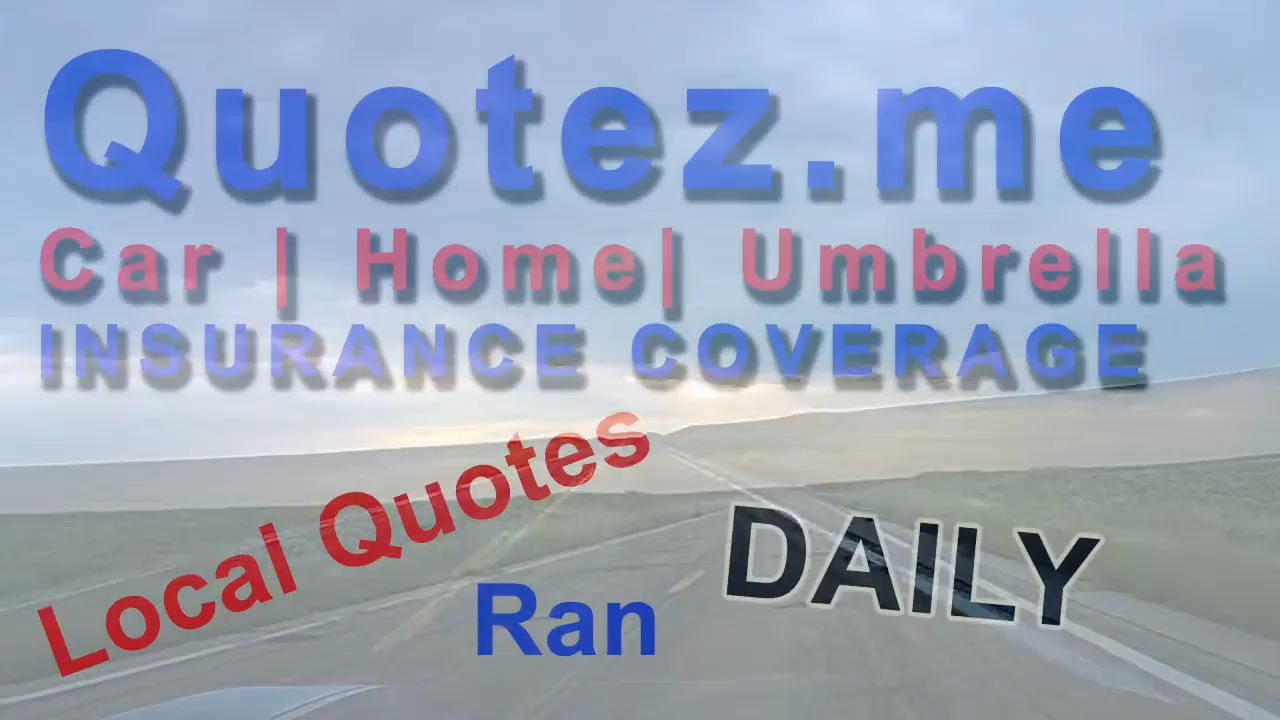 Quotez.me
Car | Home| Umbrella
INSURANCE COVERAGE
Local Quotes
Ran
DAILY